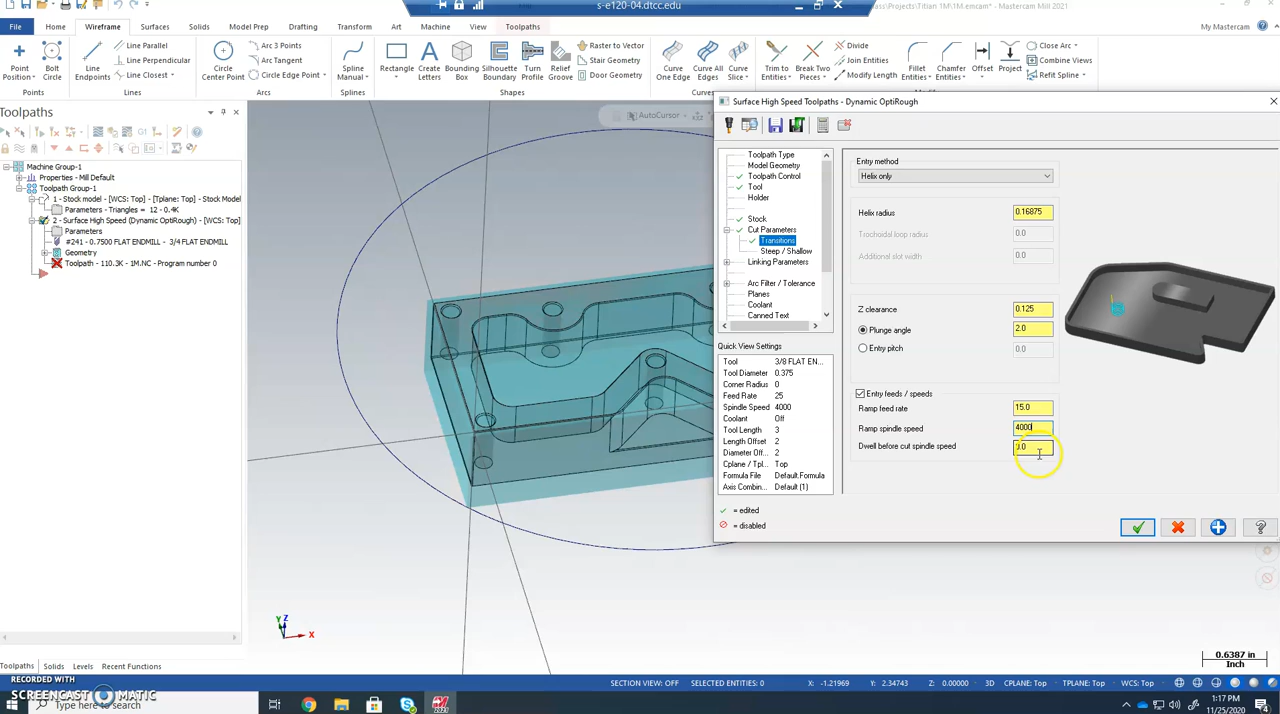 s-e120-04.dtcc.edu
Mastercam Mill 2021
File
Home
Wireframe
Surfaces
Solids
Model Prep
Drafting
Transform
Art
Machine
View
Toolpaths
My Mastercam
Point Position
Bolt Circle
Points
Line Endpoints
Line Parallel
Line Perpendicular
Line Closest
Lines
Circle Center Point
Arc 3 Points
Arc Tangent
Circle Edge Point
Arcs
Spline Manual
Splines
Rectangle
Create Letters
Bounding Box
Silhouette Boundary
Turn Profile
Relief Groove
Raster to Vector
Stair Geometry
Door Geometry
Shapes
Curve One Edge
Curve All Edges
Curve Slice
Trim to Entities
Break Two Pieces
Divide
Join Entities
Modify Length
Fillet Entities
Chamfer Entities
Offset
Project
Close Arc
Combine Views
Refit Spline
Toolpaths
Machine Group-1
Properties - Mill Default
Toolpath Group-1
1 - Stock model - [WCS: Top] - [Tplane: Top] - Stock Model
Parameters - Triangles = 12 - 0.4K
2 - Surface High Speed (Dynamic OptiRough) - [WCS: Top]
Parameters
#241 - 0.7500 FLAT ENDMILL - 3/4 FLAT ENDMILL
Geometry
Toolpath - 110.3K - 1M.NC - Program number 0
AutoCursor
Surface High Speed Toolpaths - Dynamic OptiRough
Toolpath Type
Model Geometry
Toolpath Control
Tool
Holder
Stock
Cut Parameters
Transitions
Steep / Shallow
Linking Parameters
Arc Filter / Tolerance
Planes
Coolant
Canned Text
Quick View Settings
Tool 3/8 FLAT EN...
Tool Diameter 0.375
Corner Radius 0
Feed Rate 25
Spindle Speed 4000
Coolant Off
Tool Length 3
Length Offset 2
Diameter Off... 2
Cplane / Tpl... Top
Formula File Default.Formula
Axis Combin... Default (1)
= edited
= disabled
Entry method
Helix only
Helix radius 0.16875
Trochoidal loop radius 0.0
Additional slot width 0.0
Z clearance 0.125
Plunge angle 2.0
Entry pitch 0.0
Entry feeds / speeds
Ramp feed rate 15.0
Ramp spindle speed 4000
Dwell before cut spindle speed
Y
Z
X
0.6387 in
Inch
Toolpaths Solids Levels Recent Functions
SECTION VIEW: OFF SELECTED ENTITIES: 0 X: -1.21969 Y: 2.34743 Z: 0.00000 3D CPLANE: Top TPLANE: Top WCS: Top
RECORDED WITH
SCREENCAST MATIC
Type here to search
1:17 PM
11/25/2020